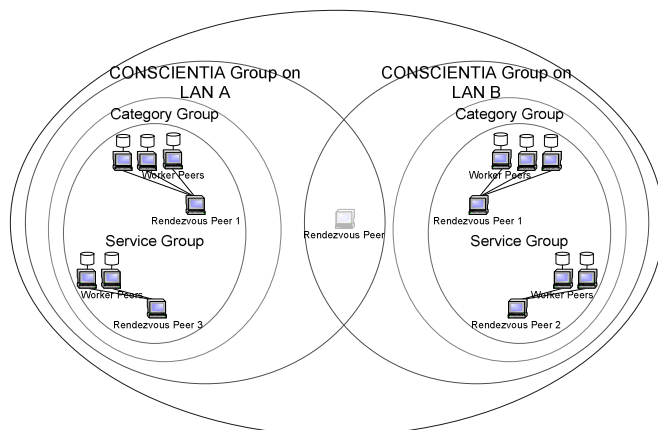 CONSCIENTIA Group on
LAN A
Category Group
Worker Peers
Rendezvous Peer 1
Service Group
Worker Peers
Rendezvous Peer 3
Rendezvous Peer
CONSCIENTIA Group on
LAN B
Category Group
Worker Peers
Rendezvous Peer 1
Service Group
Worker Peers
Rendezvous Peer 2